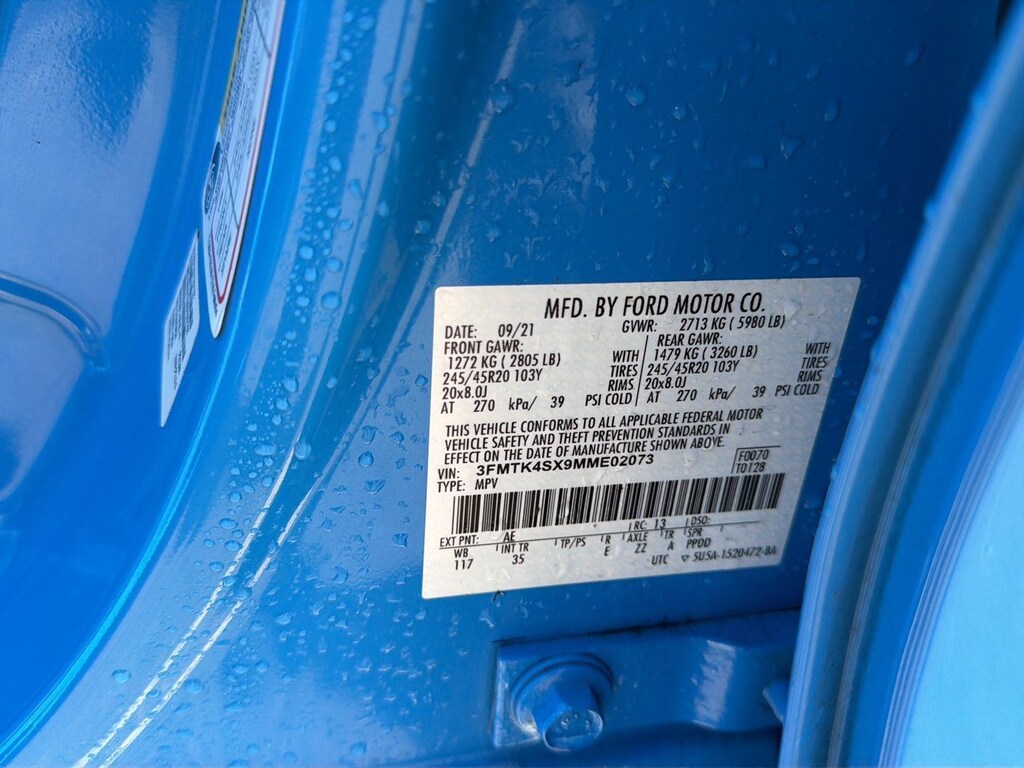 MFD. BY FORD MOTOR CO.
DATE: 09/21 GVWR: 2713 KG ( 5980 LB)
FRONT GAWR: REAR GAWR:
1272 KG ( 2805 LB) WITH 1479 KG ( 3260 LB) WITH
245/45R20 103Y TIRES 245/45R20 103Y TIRES
20x8.0J RIMS 20x8.0J RIMS
AT 270 kPa/ 39 PSI COLD AT 270 kPa/ 39 PSI COLD
THIS VEHICLE CONFORMS TO ALL APPLICABLE FEDERAL MOTOR
VEHICLE SAFETY AND THEFT PREVENTION STANDARDS IN
EFFECT ON THE DATE OF MANUFACTURE SHOWN ABOVE.
VIN: 3FMTK4SX9MME02073 F0070
TYPE: MPV T0128
EXT PNT: AE RC: 13 DSO:
WB INT TR TP/PS R AXLE TR SPR
117 35 E ZZ A PPDD
UTC ▽ 5U5A-1520472-BA